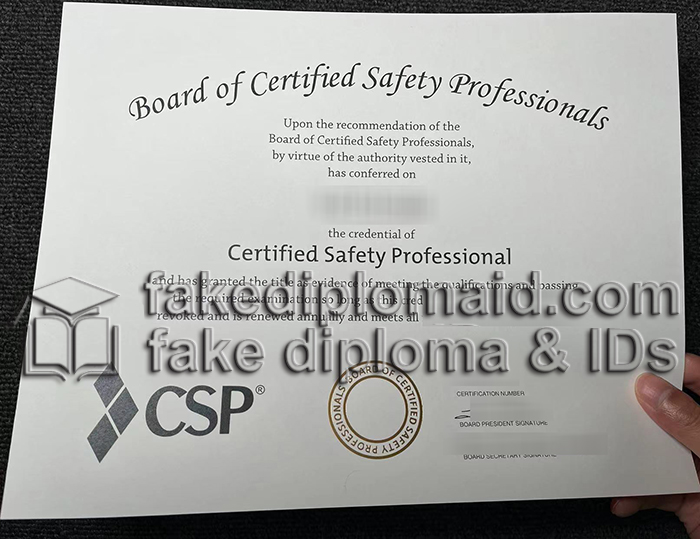 Board of Certified Safety Professionals
Upon the recommendation of the
Board of Certified Safety Professionals,
by virtue of the authority vested in it,
has conferred on
the credential of
Certified Safety Professional
and has granted the title as evidence of meeting the qualifications and passing
the required examination so long as this cred
revoked and is renewed annually and meets all
fakediplomaid.com
fake diploma & IDs
CSP®
BOARD OF CERTIFIED SAFETY PROFESSIONALS
CERTIFICATION NUMBER
BOARD PRESIDENT SIGNATURE
BOARD SECRETARY SIGNATURE